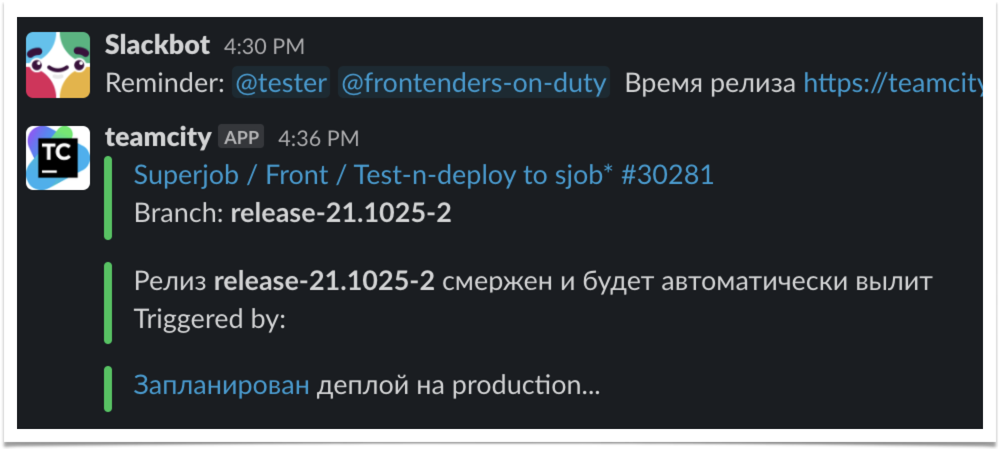 Slackbot 4:30 PM
Reminder: @tester @frontenders-on-duty Время релиза https://teamcity
TC
teamcity APP 4:36 PM
Superjob / Front / Test-n-deploy to sjob* #30281
Branch: release-21.1025-2
Релиз release-21.1025-2 смержен и будет автоматически вылит
Triggered by:
Запланирован деплой на production...